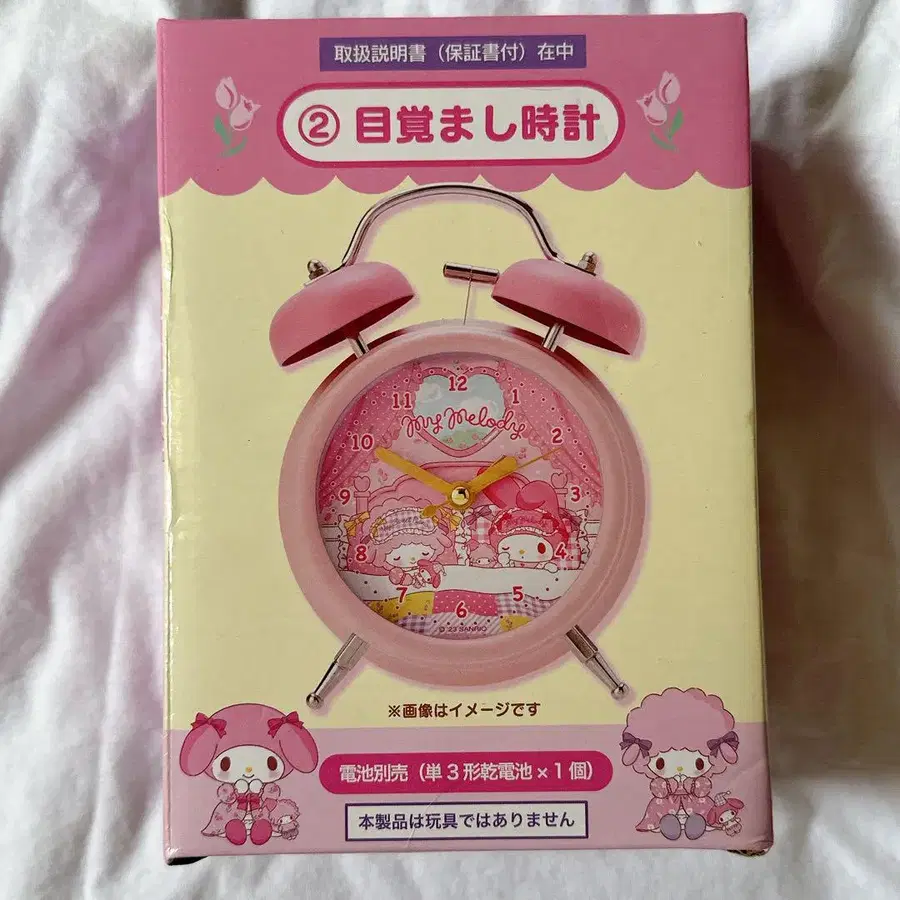 取扱説明書（保証書付）在中
② 目覚まし時計
12
11
1
My Melody
10
2
9
3
8
4
7
5
6
© '23 SANRIO
※画像はイメージです
電池別売（単３形乾電池×１個）
本製品は玩具ではありません